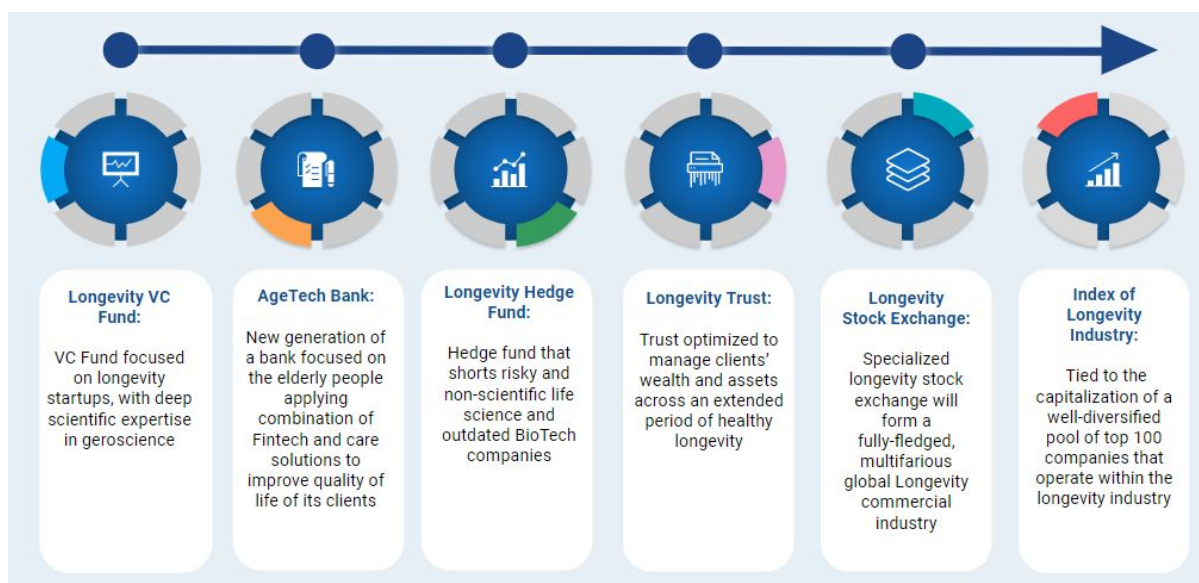 Longevity VC
Fund:
VC Fund focused
on longevity
startups, with deep
scientific expertise
in geroscience
AgeTech Bank:
New generation of
a bank focused on
the elderly people
applying
combination of
Fintech and care
solutions to
improve quality of
life of its clients
Longevity Hedge
Fund:
Hedge fund that
shorts risky and
non-scientific life
science and
outdated BioTech
companies
Longevity Trust:
Trust optimized to
manage clients’
wealth and assets
across an extended
period of healthy
longevity
Longevity
Stock Exchange:
Specialized
longevity stock
exchange will
form a
fully-fledged,
multifarious
global Longevity
commercial
industry
Index of
Longevity
Industry:
Tied to the
capitalization of a
well-diversified
pool of top 100
companies that
operate within the
longevity industry